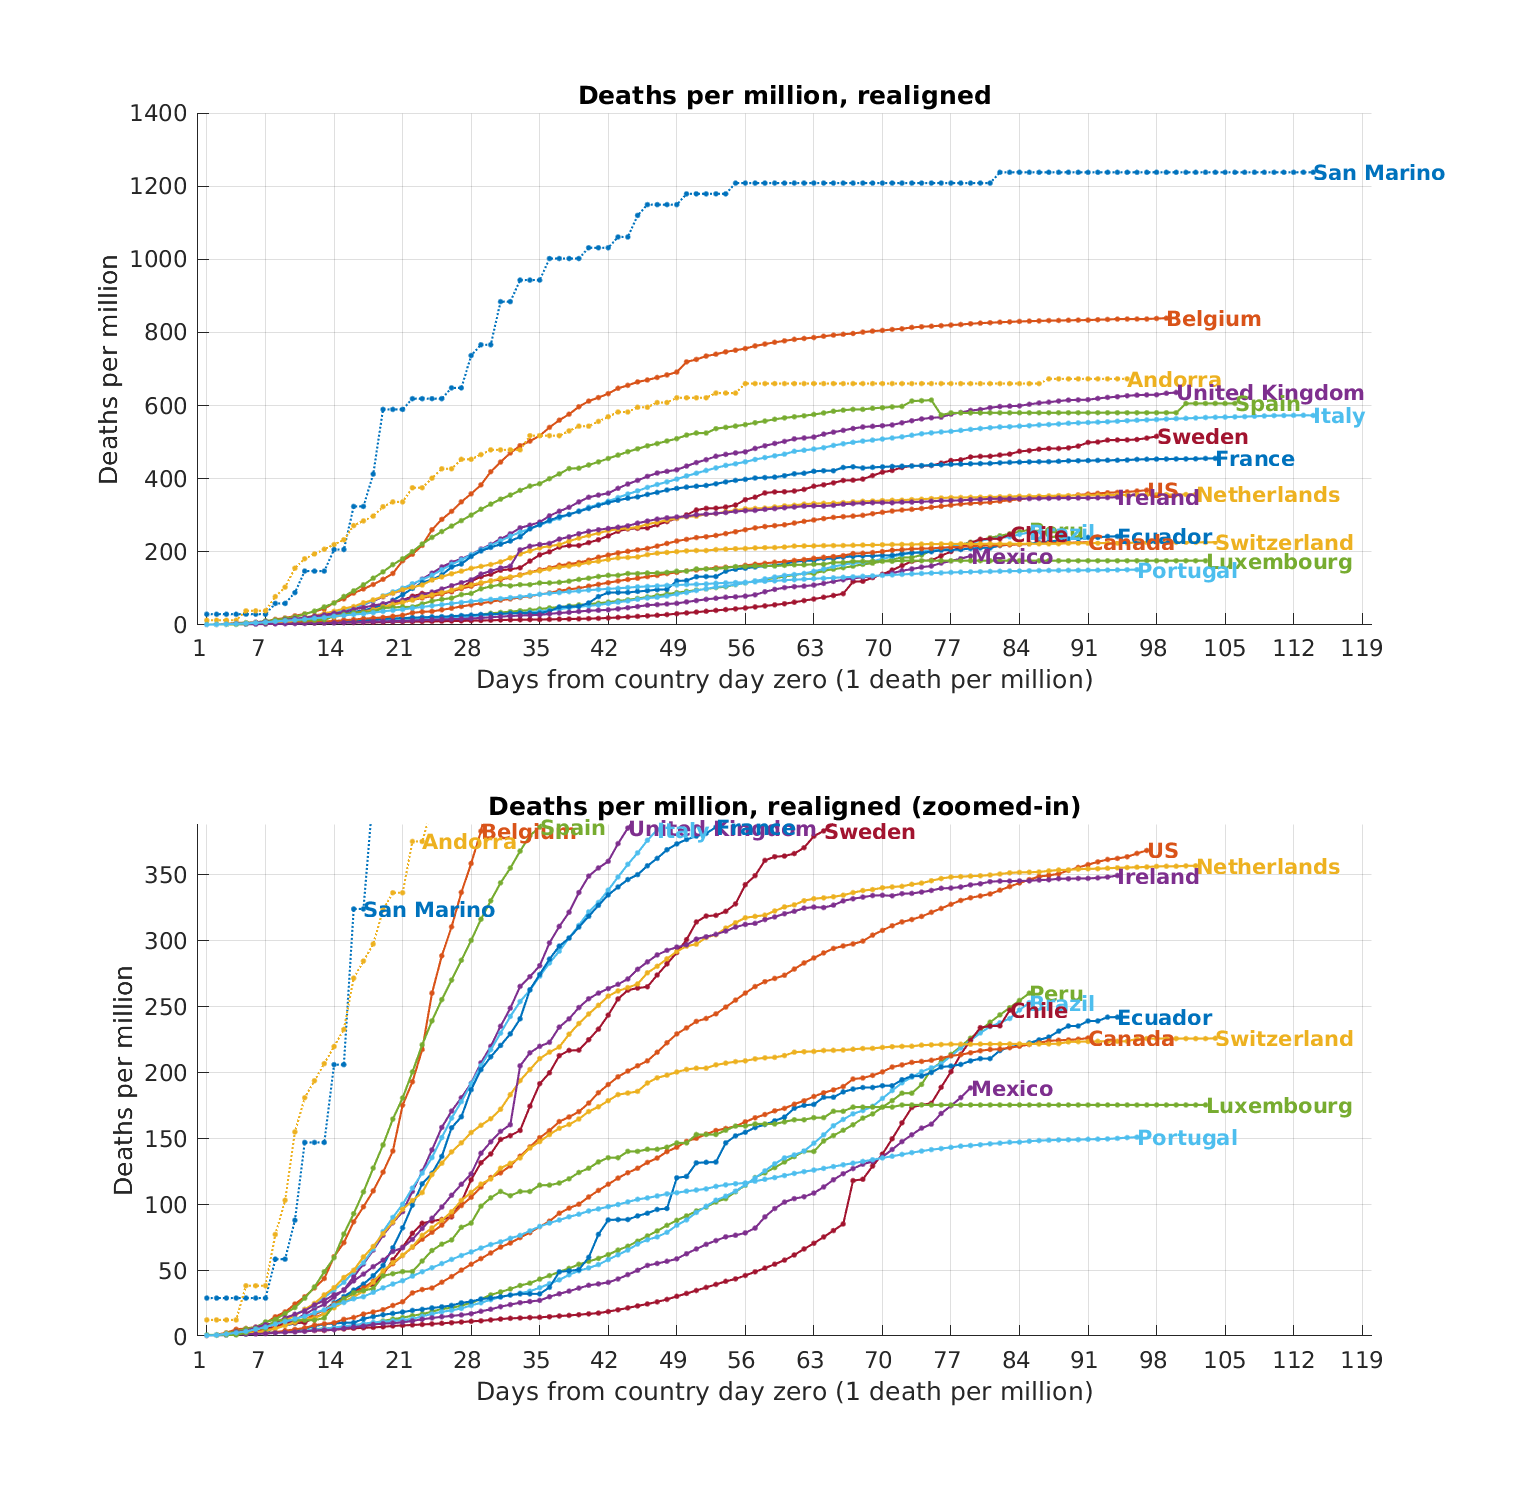 Deaths per million, realigned
1400
1200
1000
800
600
400
200
0
Deaths per million
San Marino
Belgium
Andorra
United Kingdom
Spain
Italy
Sweden
France
US
Netherlands
Ireland
Peru
Brazil
Chile
Ecuador
Canada
Switzerland
Mexico
Luxembourg
Portugal
1 7 14 21 28 35 42 49 56 63 70 77 84 91 98 105 112 119
Days from country day zero (1 death per million)
Deaths per million, realigned (zoomed-in)
350
300
250
200
150
100
50
0
Deaths per million
Belgium
Spain
United Kingdom
Italy
France
Sweden
Andorra
US
Netherlands
Ireland
San Marino
Peru
Brazil
Chile
Ecuador
Canada
Switzerland
Mexico
Luxembourg
Portugal
1 7 14 21 28 35 42 49 56 63 70 77 84 91 98 105 112 119
Days from country day zero (1 death per million)